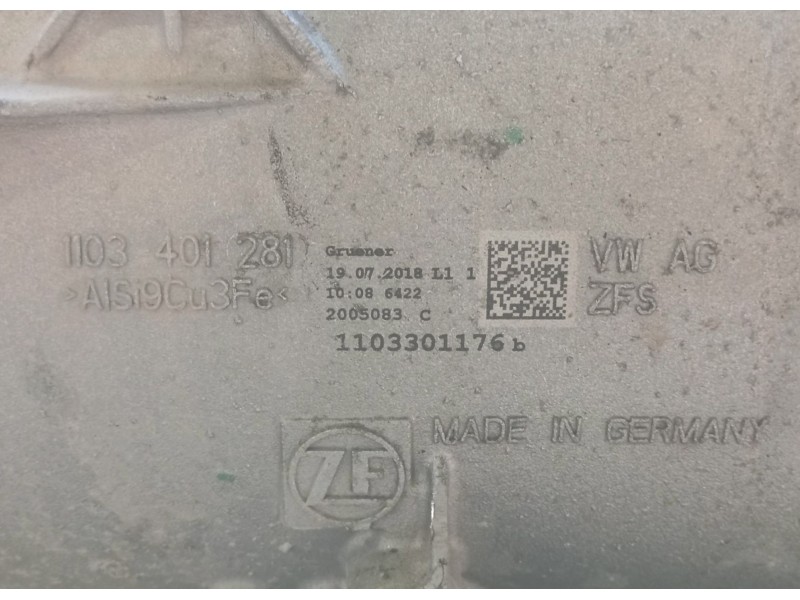 1103 401 281
>AlSi9Cu3Fe<
Gruener
19.07.2018 L1 1
10:08 6422
2005083 C
1103301176 b
VW AG
ZFS
MADE IN GERMANY
ZF